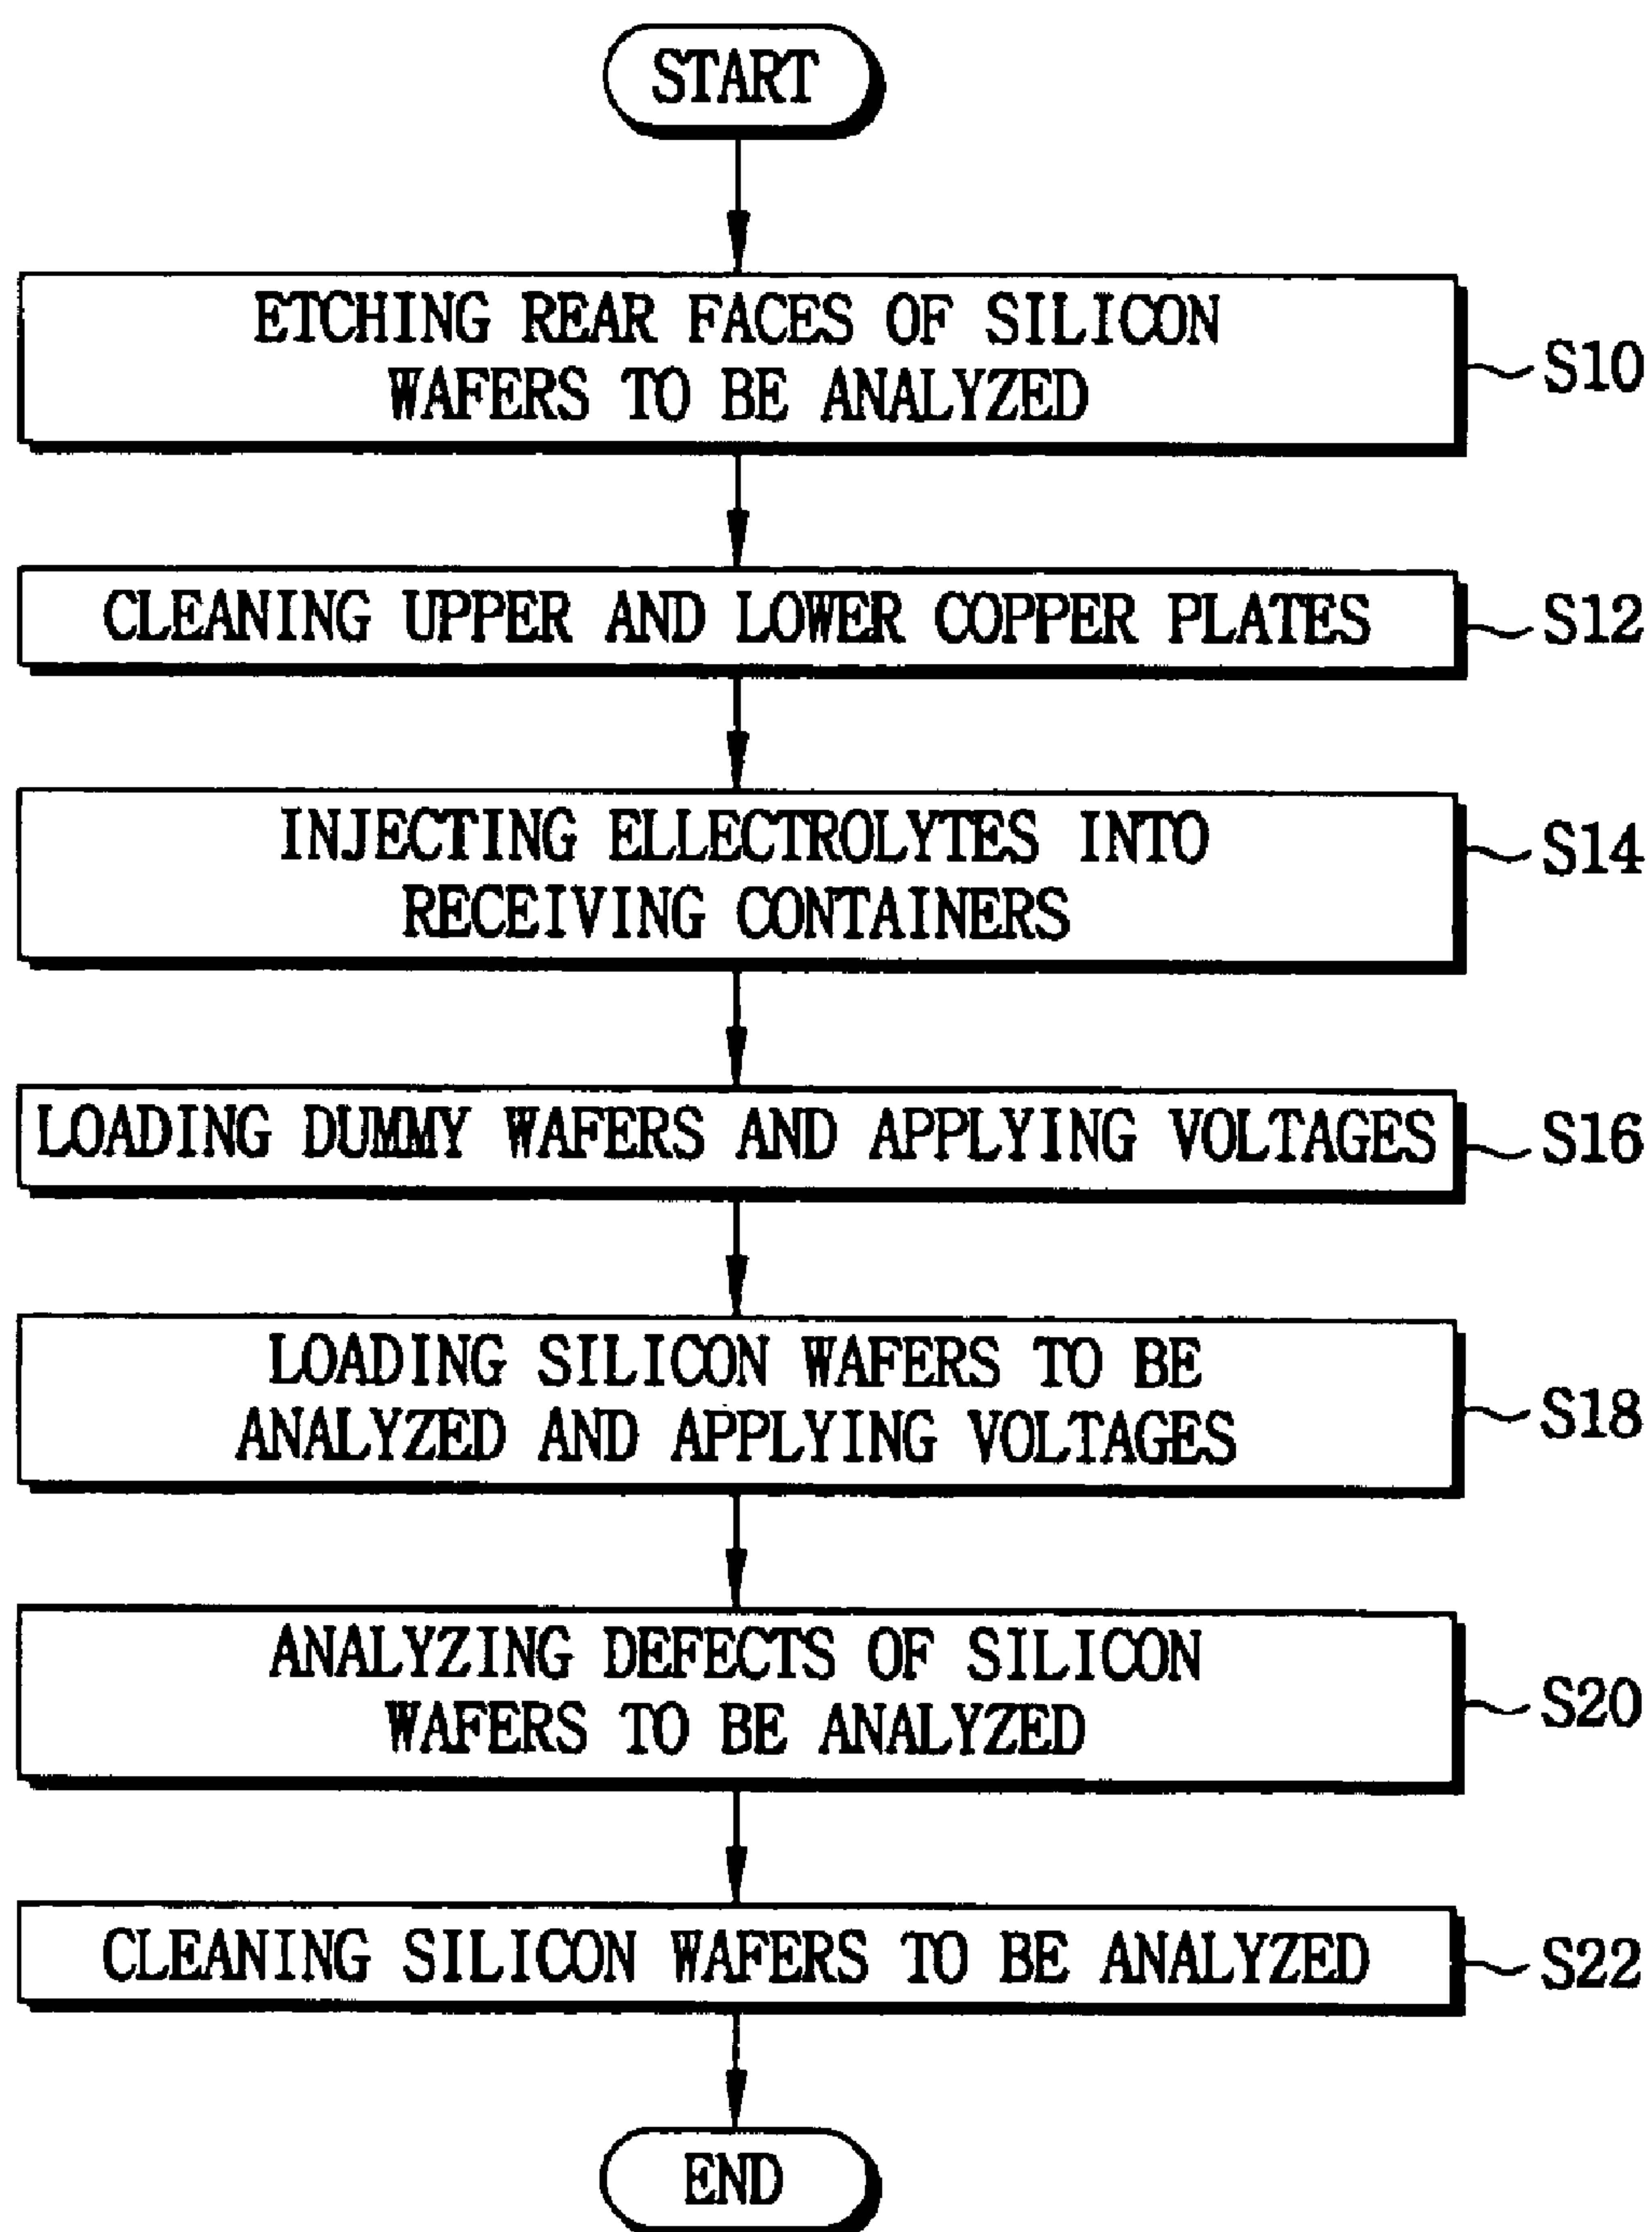 START
ETCHING REAR FACES OF SILICON
WAFERS TO BE ANALYZED
S10
CLEANING UPPER AND LOWER COPPER PLATES
S12
INJECTING ELLECTROLYTES INTO
RECEIVING CONTAINERS
S14
LOADING DUMMY WAFERS AND APPLYING VOLTAGES
S16
LOADING SILICON WAFERS TO BE
ANALYZED AND APPLYING VOLTAGES
S18
ANALYZING DEFECTS OF SILICON
WAFERS TO BE ANALYZED
S20
CLEANING SILICON WAFERS TO BE ANALYZED
S22
END